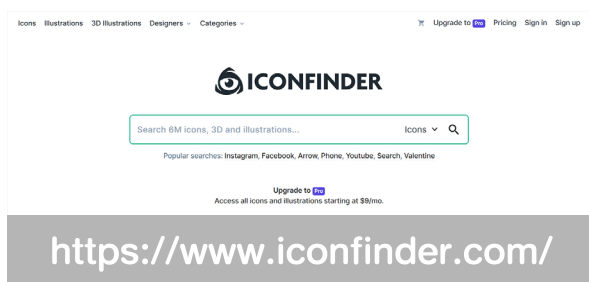 Icons Illustrations 3D Illustrations Designers Categories Upgrade to Pro Pricing Sign in Sign up
ICONFINDER
Search 6M icons, 3D and illustrations... Icons
Popular searches: Instagram, Facebook, Arrow, Phone, Youtube, Search, Valentine
Upgrade to Pro
Access all icons and illustrations starting at $9/mo.
https://www.iconfinder.com/